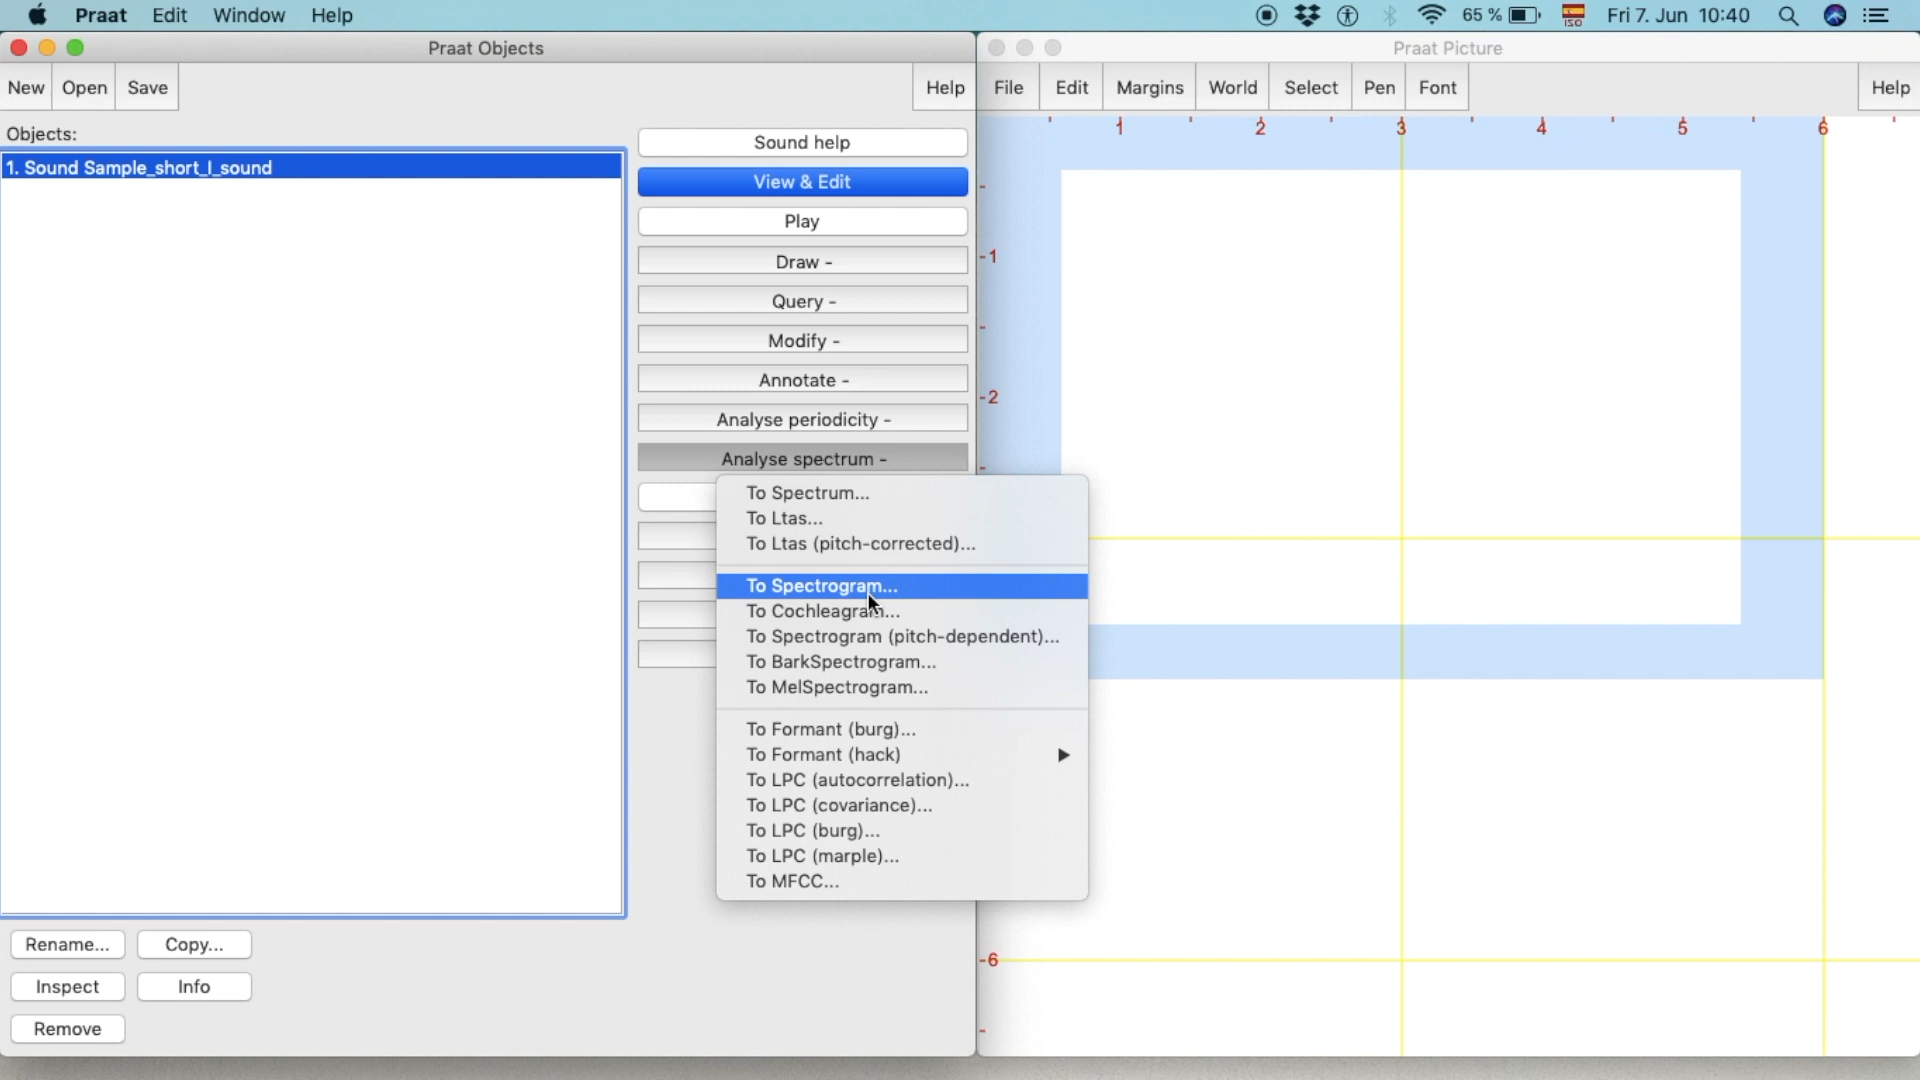 Praat Edit Window Help
65 % ISO Fri 7. Jun 10:40
Praat Objects
New Open Save Help
Objects:
1. Sound Sample_short_I_sound
Sound help
View & Edit
Play
Draw -
Query -
Modify -
Annotate -
Analyse periodicity -
Analyse spectrum -
To Spectrum...
To Ltas...
To Ltas (pitch-corrected)...
To Spectrogram...
To Cochleagram...
To Spectrogram (pitch-dependent)...
To BarkSpectrogram...
To MelSpectrogram...
To Formant (burg)...
To Formant (hack)
To LPC (autocorrelation)...
To LPC (covariance)...
To LPC (burg)...
To LPC (marple)...
To MFCC...
Rename... Copy...
Inspect Info
Remove
Praat Picture
File Edit Margins World Select Pen Font Help
1 2 3 4 5 6
-1
-2
-6